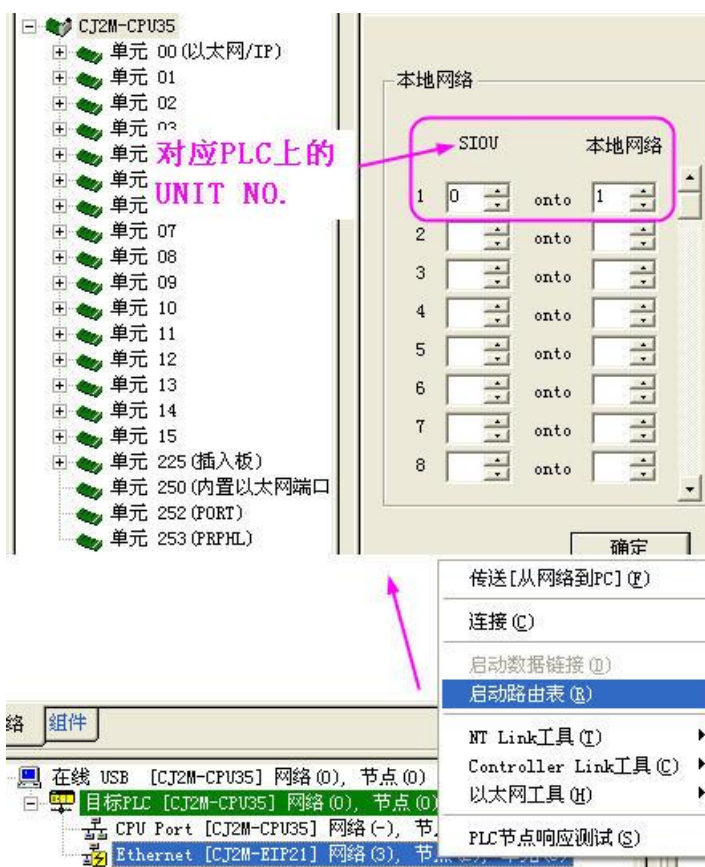 CJ2M-CPU35
单元 00(以太网/IP)
单元 01
单元 02
单元 03
单元
单元
单元
单元 07
单元 08
单元 09
单元 10
单元 11
单元 12
单元 13
单元 14
单元 15
单元 225(插入板)
单元 250(内置以太网端口
单元 252(PORT)
单元 253(PRPHL)
对应PLC上的
UNIT NO.
本地网络
SIOU 本地网络
1 0 onto 1
2 onto
3 onto
4 onto
5 onto
6 onto
7 onto
8 onto
确定
传送[从网络到PC](F)
连接(C)
启动数据链接(D)
启动路由表(R)
NT Link工具(T)
Controller Link工具(C)
以太网工具(H)
PLC节点响应测试(S)
络 组件
在线 USB [CJ2M-CPU35] 网络(0), 节点(0)
目标PLC [CJ2M-CPU35] 网络(0), 节点(0)
CPU Port [CJ2M-CPU35] 网络(-), 节
Ethernet [CJ2M-EIP21] 网络(3),